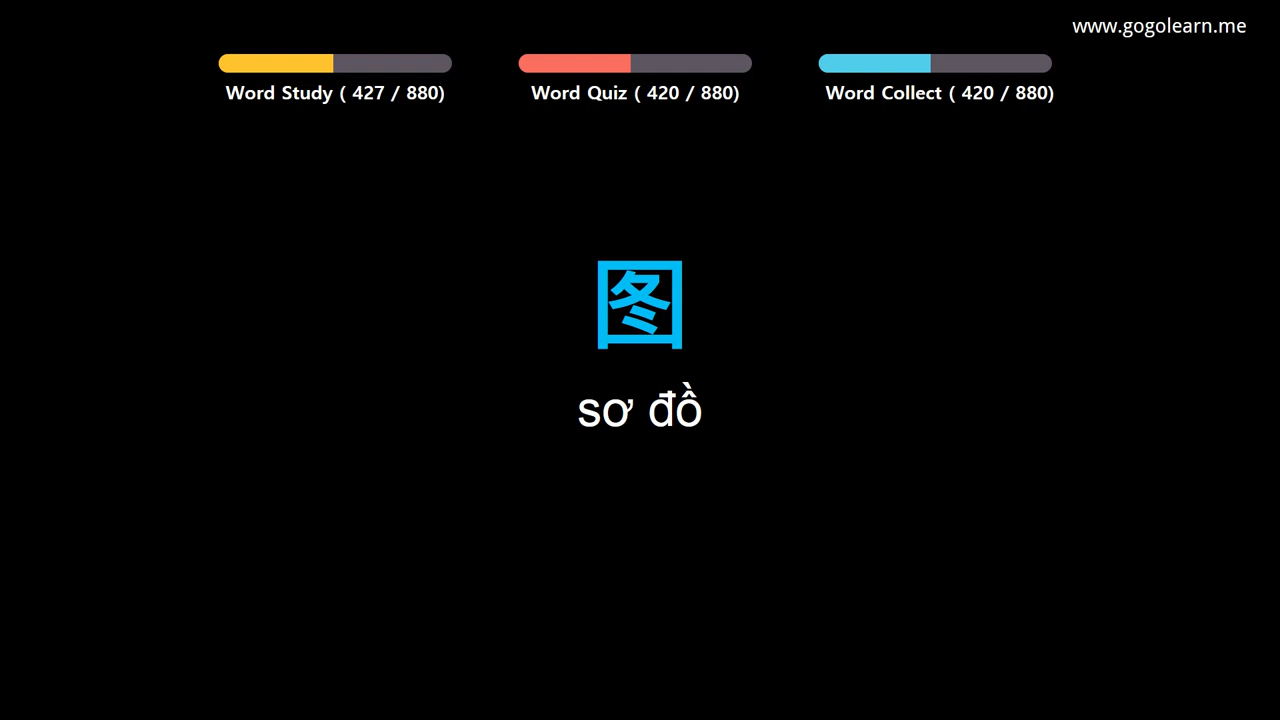 www.gogolearn.me
Word Study ( 427 / 880)
Word Quiz ( 420 / 880)
Word Collect ( 420 / 880)
图
sơ đồ